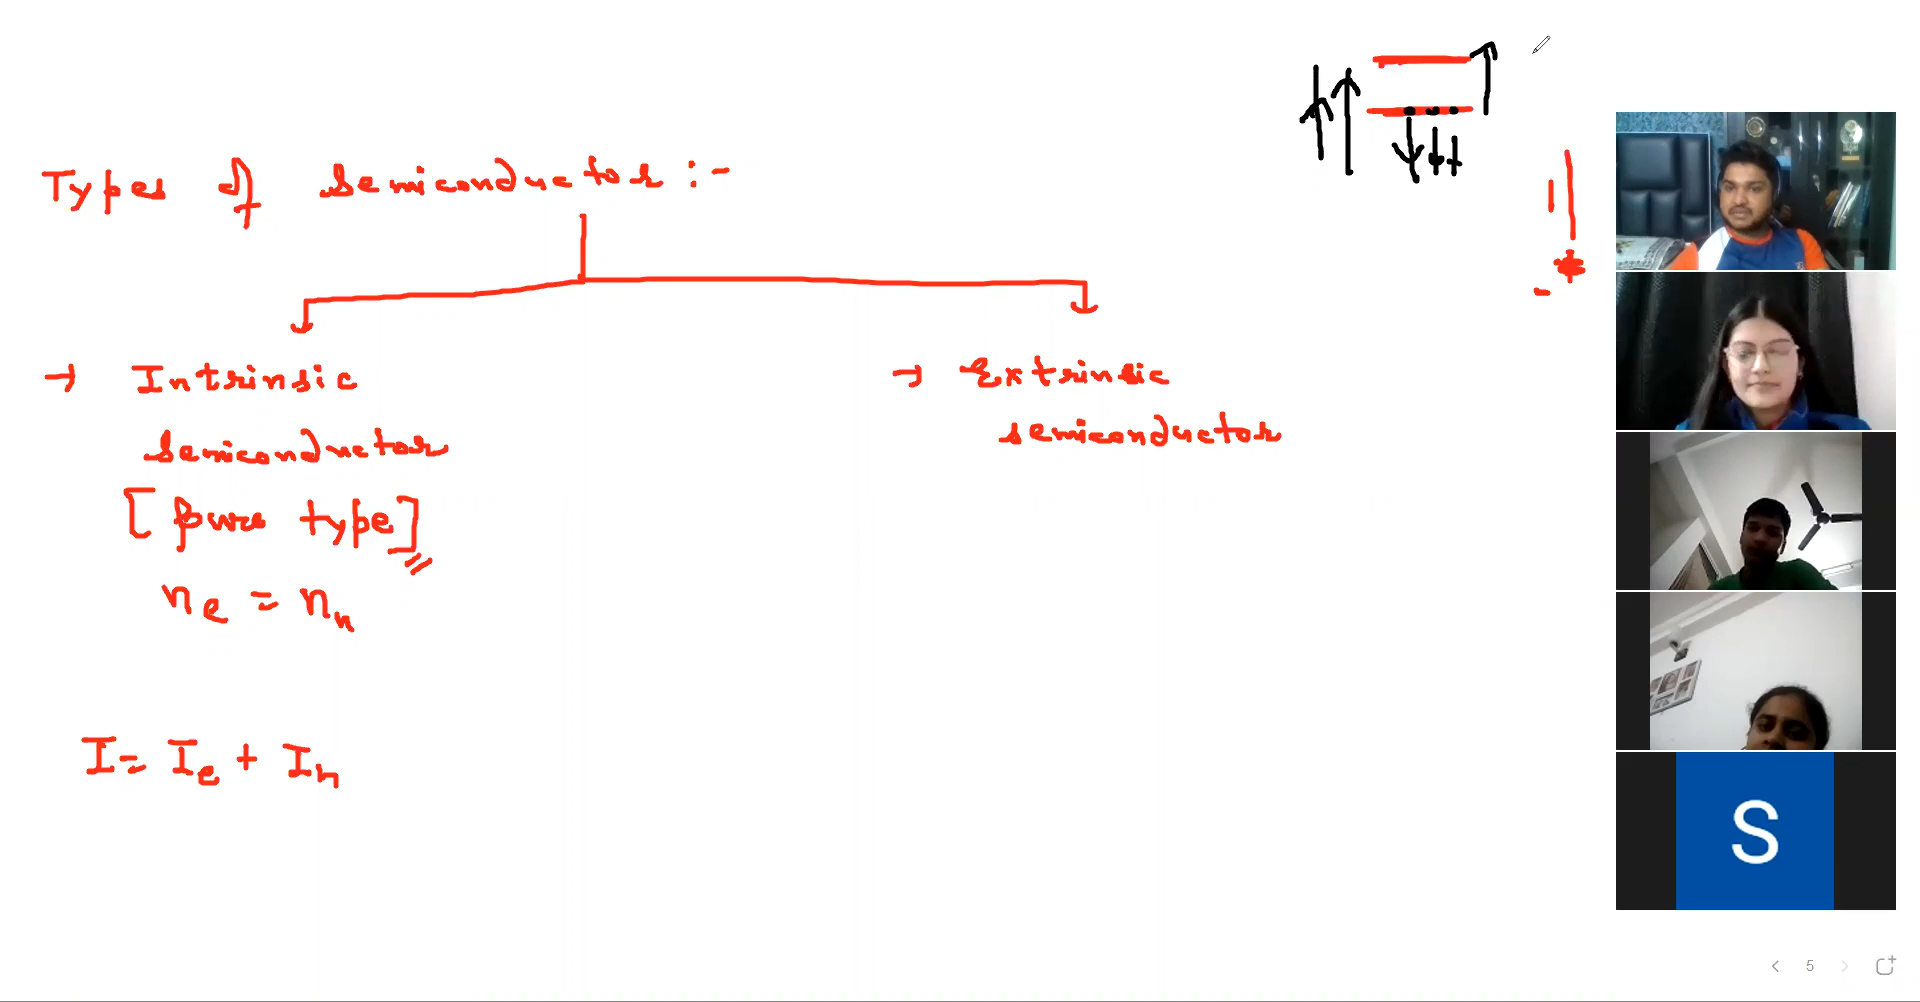 Types of Semiconductor :-
→ Intrinsic
semiconductor
[ pure type ]
ne = nh
I = Ie + Ih
→ Extrinsic
semiconductor
S
5